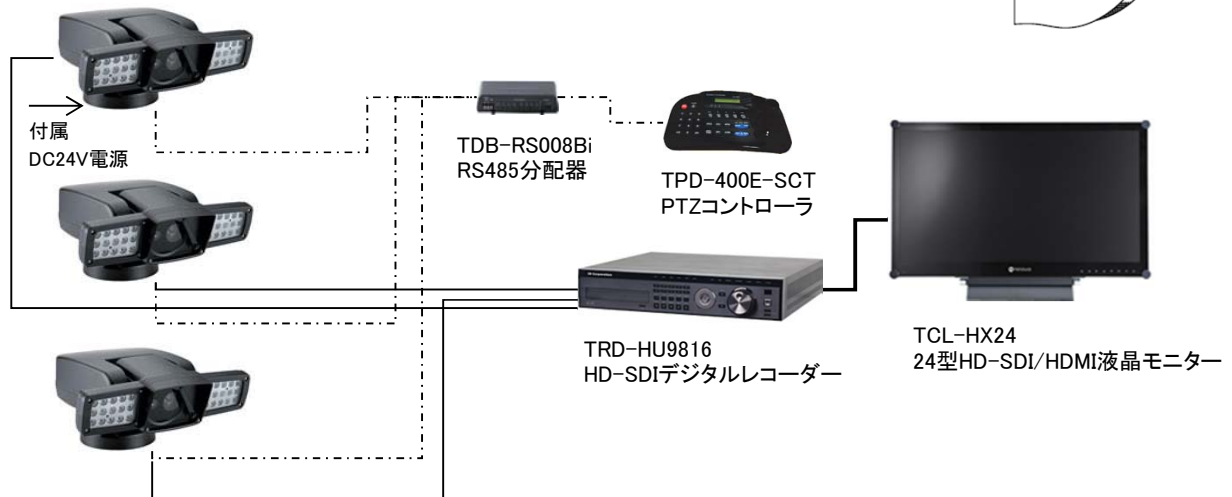 付属
DC24V電源
TDB-RS008Bi
RS485分配器
TPD-400E-SCT
PTZコントローラ
TRD-HU9816
HD-SDIデジタルレコーダー
TCL-HX24
24型HD-SDI/HDMI液晶モニター